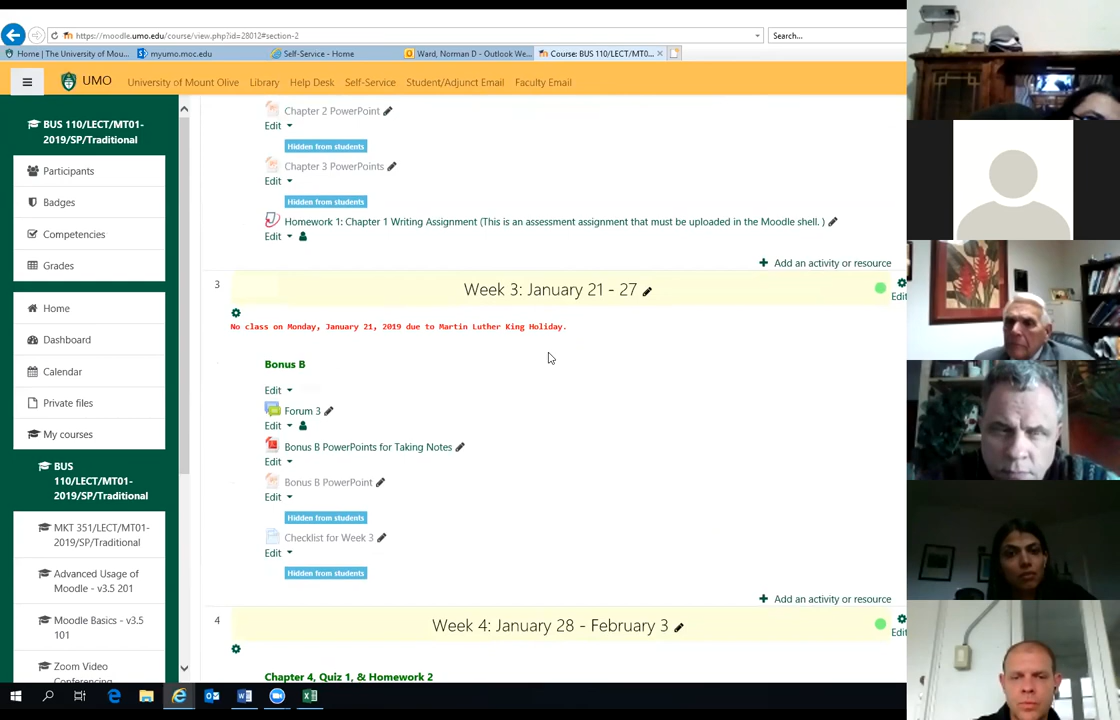 https://moodle.umo.edu/course/view.php?id=28012#section-2
Search...
Home | The University of Mou...
myumo.moc.edu
Self-Service - Home
Ward, Norman D - Outlook We...
Course: BUS 110/LECT/MT0...
UMO
University of Mount Olive
Library
Help Desk
Self-Service
Student/Adjunct Email
Faculty Email
BUS 110/LECT/MT01-
2019/SP/Traditional
Participants
Badges
Competencies
Grades
Home
Dashboard
Calendar
Private files
My courses
BUS
110/LECT/MT01-
2019/SP/Traditional
MKT 351/LECT/MT01-
2019/SP/Traditional
Advanced Usage of
Moodle - v3.5 201
Moodle Basics - v3.5
101
Zoom Video
Conferencing
Chapter 2 PowerPoint
Edit
Hidden from students
Chapter 3 PowerPoints
Edit
Hidden from students
Homework 1: Chapter 1 Writing Assignment (This is an assessment assignment that must be uploaded in the Moodle shell. )
Edit
Add an activity or resource
3
Week 3: January 21 - 27
Edit
No class on Monday, January 21, 2019 due to Martin Luther King Holiday.
Bonus B
Edit
Forum 3
Edit
Bonus B PowerPoints for Taking Notes
Edit
Bonus B PowerPoint
Edit
Hidden from students
Checklist for Week 3
Edit
Hidden from students
Add an activity or resource
4
Week 4: January 28 - February 3
Edit
Chapter 4, Quiz 1, & Homework 2